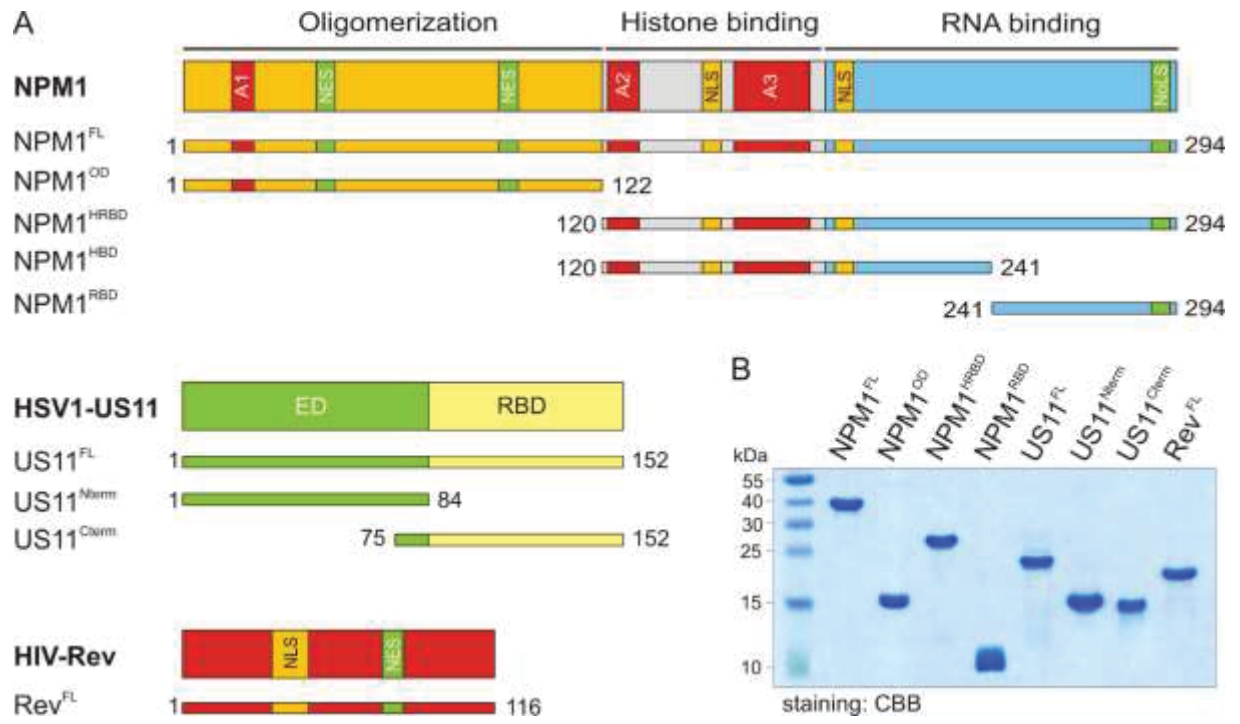 A
Oligomerization Histone binding RNA binding
NPM1 A1 NES NES A2 NLS A3 NLS NoLS
NPM1FL 1 294
NPM1OD 1 122
NPM1HRBD 120 294
NPM1HBD 120 241
NPM1RBD 241 294
HSV1-US11 ED RBD
US11FL 1 152
US11Nterm 1 84
US11Cterm 75 152
HIV-Rev NLS NES
RevFL 1 116
B
kDa NPM1FL NPM1OD NPM1HRBD NPM1RBD US11FL US11Nterm US11Cterm RevFL
55
40
30
25
15
10
staining: CBB